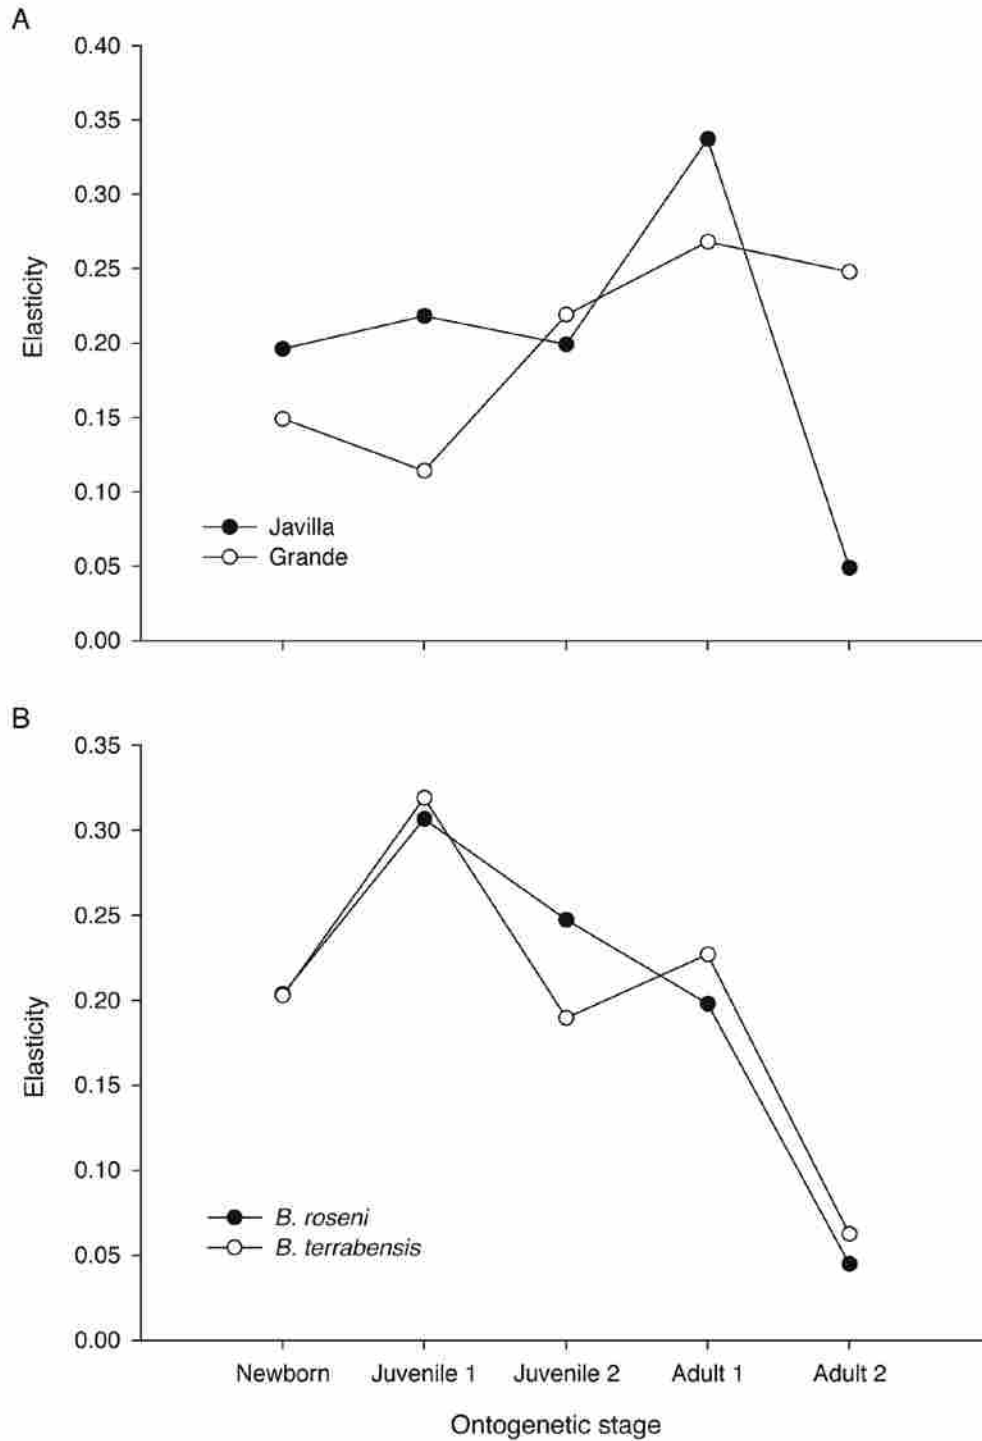 A
0.40
0.35
0.30
0.25
0.20
0.15
0.10
0.05
0.00
Elasticity
Javilla
Grande
B
0.35
0.30
0.25
0.20
0.15
0.10
0.05
0.00
Elasticity
B. roseni
B. terrabensis
Newborn Juvenile 1 Juvenile 2 Adult 1 Adult 2
Ontogenetic stage